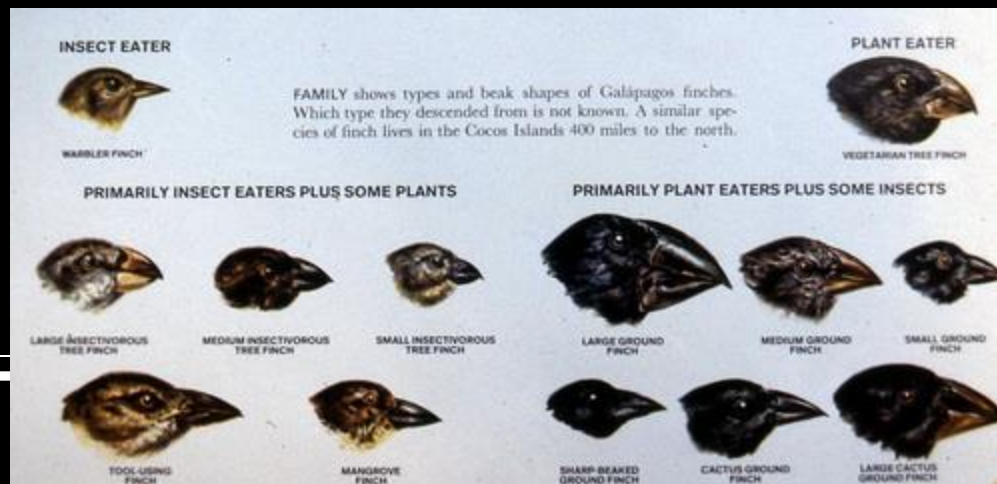 INSECT EATER
PLANT EATER
FAMILY shows types and beak shapes of Galápagos finches.
Which type they descended from is not known. A similar spe-
cies of finch lives in the Cocos Islands 400 miles to the north.
WARBLER FINCH
VEGETARIAN TREE FINCH
PRIMARILY INSECT EATERS PLUS SOME PLANTS
PRIMARILY PLANT EATERS PLUS SOME INSECTS
LARGE INSECTIVOROUS
TREE FINCH
MEDIUM INSECTIVOROUS
TREE FINCH
SMALL INSECTIVOROUS
TREE FINCH
LARGE GROUND
FINCH
MEDIUM GROUND
FINCH
SMALL GROUND
FINCH
TOOL-USING
FINCH
MANGROVE
FINCH
SHARP-BEAKED
GROUND FINCH
CACTUS GROUND
FINCH
LARGE CACTUS
GROUND FINCH